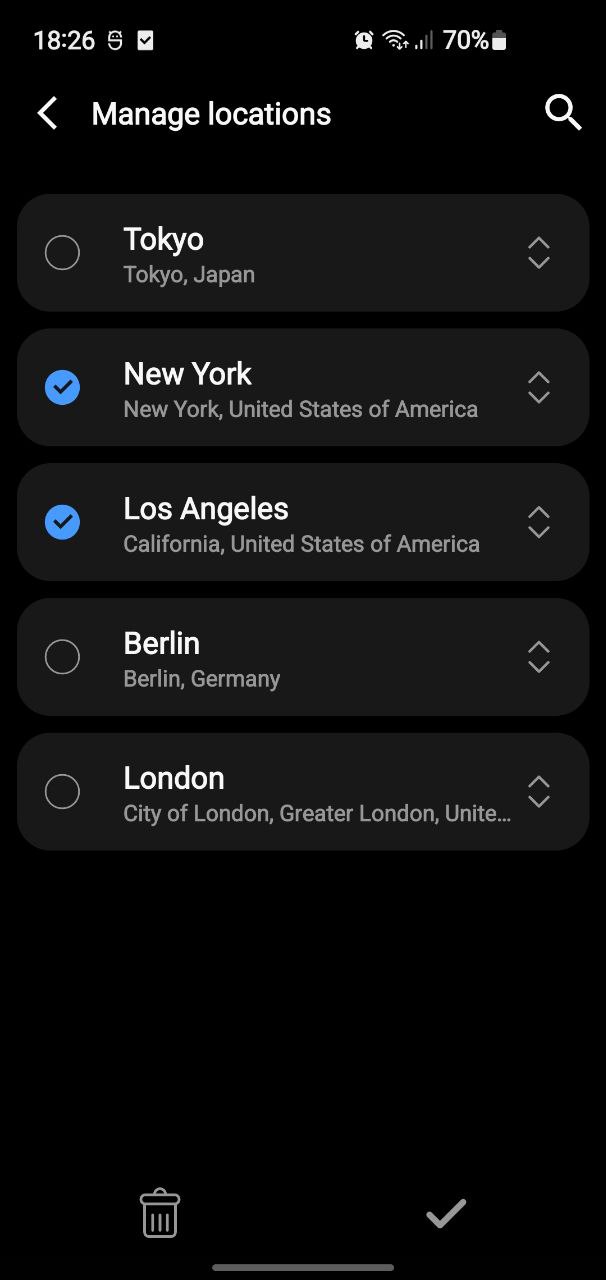 18:26
70%
Manage locations
Tokyo
Tokyo, Japan
New York
New York, United States of America
Los Angeles
California, United States of America
Berlin
Berlin, Germany
London
City of London, Greater London, Unite...